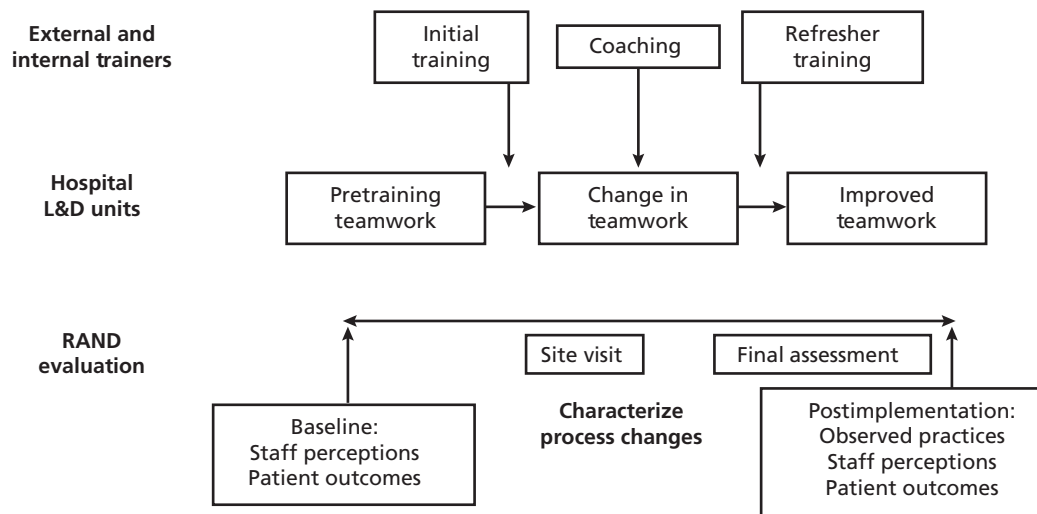 External and
internal trainers
Initial
training
Coaching
Refresher
training
Hospital
L&D units
Pretraining
teamwork
Change in
teamwork
Improved
teamwork
RAND
evaluation
Site visit
Final assessment
Baseline:
Staff perceptions
Patient outcomes
Characterize
process changes
Postimplementation:
Observed practices
Staff perceptions
Patient outcomes